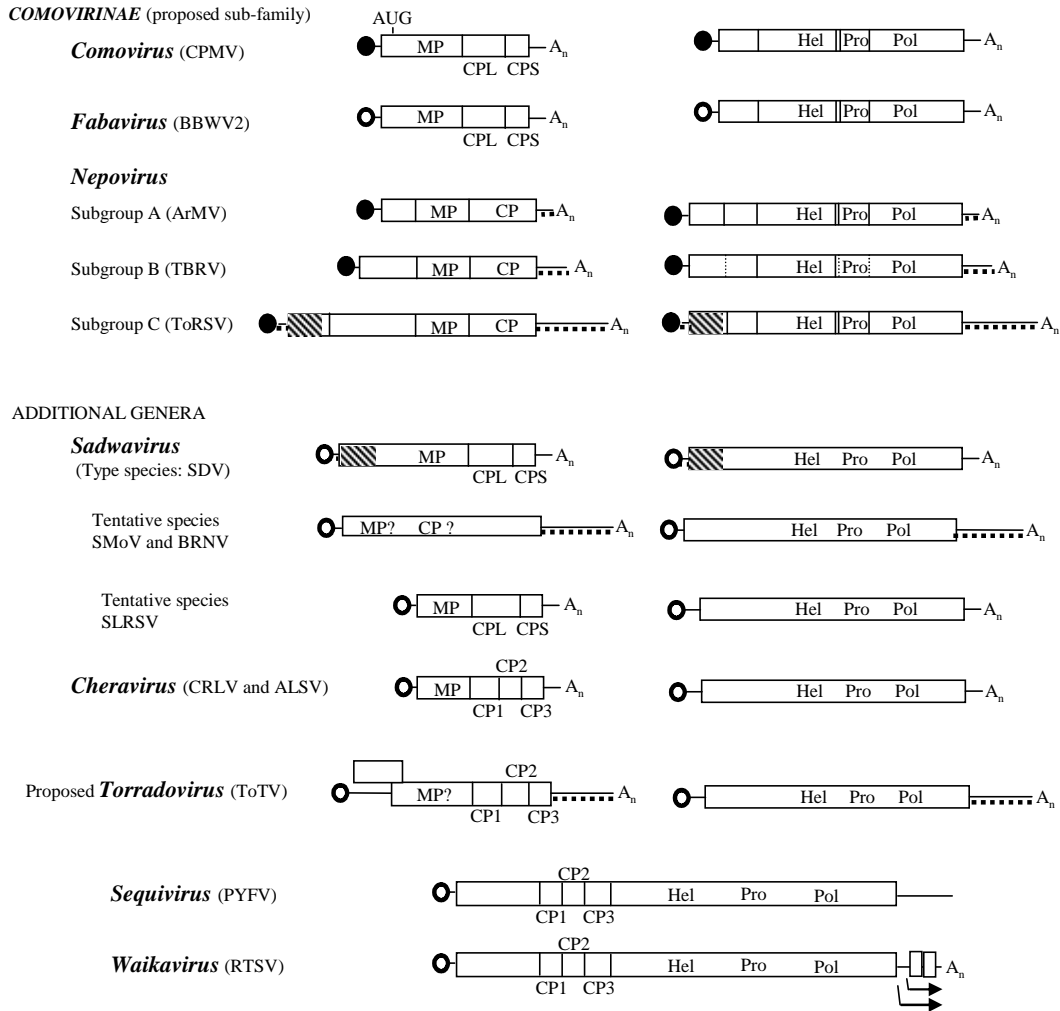 COMOVIRINAE (proposed sub-family)
AUG
Comovirus (CPMV)
MP
An
CPL CPS
Hel Pro Pol
An
Fabavirus (BBWV2)
MP
An
CPL CPS
Hel Pro Pol
An
Nepovirus
Subgroup A (ArMV)
MP CP
An
Hel Pro Pol
An
Subgroup B (TBRV)
MP CP
An
Hel Pro Pol
An
Subgroup C (ToRSV)
MP CP
An
Hel Pro Pol
An
ADDITIONAL GENERA
Sadwavirus
(Type species: SDV)
MP
An
CPL CPS
Hel Pro Pol
An
Tentative species
SMoV and BRNV
MP? CP ?
An
Hel Pro Pol
An
Tentative species
SLRSV
MP
An
CPL CPS
Hel Pro Pol
An
Cheravirus (CRLV and ALSV)
CP2
MP
An
CP1 CP3
Hel Pro Pol
An
Proposed Torradovirus (ToTV)
CP2
MP?
An
CP1 CP3
Hel Pro Pol
An
Sequivirus (PYFV)
CP2
Hel Pro Pol
CP1 CP3
Waikavirus (RTSV)
CP2
Hel Pro Pol
An
CP1 CP3